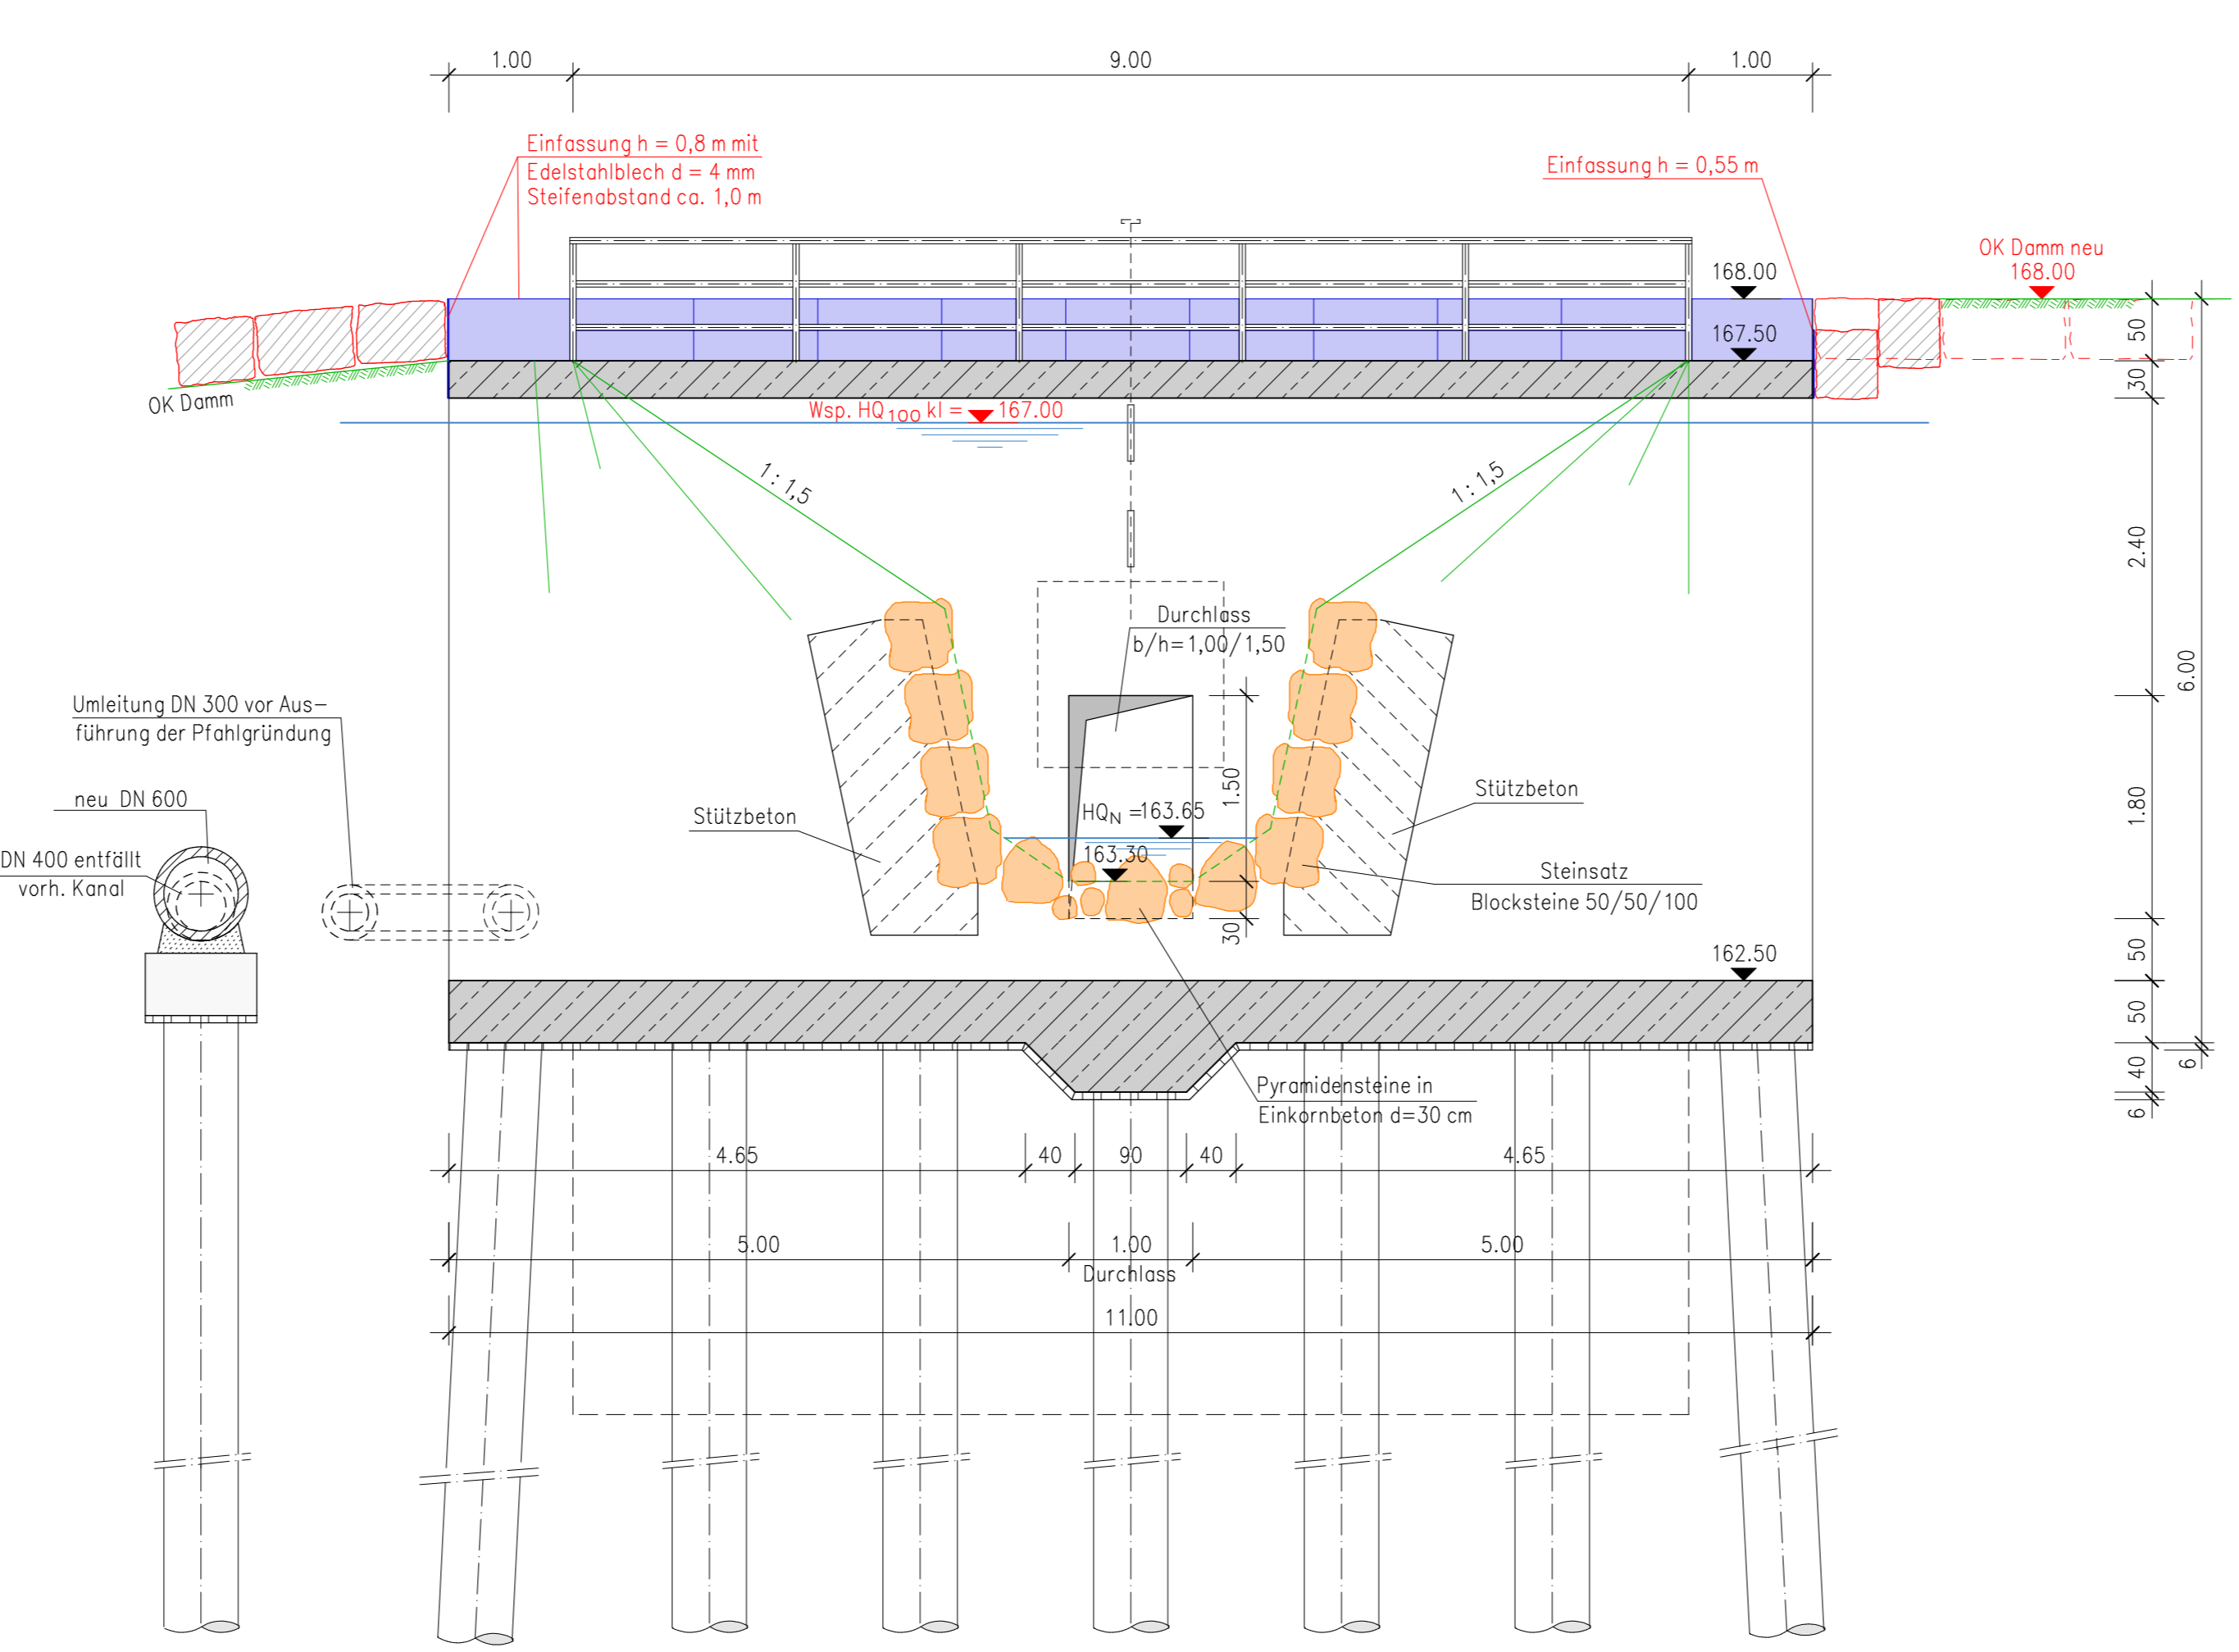 1.00
9.00
1.00
Einfassung h = 0,8 m mit
Edelstahlblech d = 4 mm
Steifenabstand ca. 1,0 m
Einfassung h = 0,55 m
OK Damm neu
168.00
168.00
167.50
50
30
OK Damm
Wsp. HQ100 kl = 167.00
1 : 1,5
1 : 1,5
2.40
6.00
Durchlass
b/h=1,00/1,50
Umleitung DN 300 vor Aus-
führung der Pfahlgründung
neu DN 600
DN 400 entfällt
vorh. Kanal
Stützbeton
HQN =163.65
163.30
1.50
30
Stützbeton
1.80
Steinsatz
Blocksteine 50/50/100
162.50
50
50
40
6
6
Pyramidensteine in
Einkornbeton d=30 cm
4.65
40
90
40
4.65
5.00
1.00
5.00
Durchlass
11.00